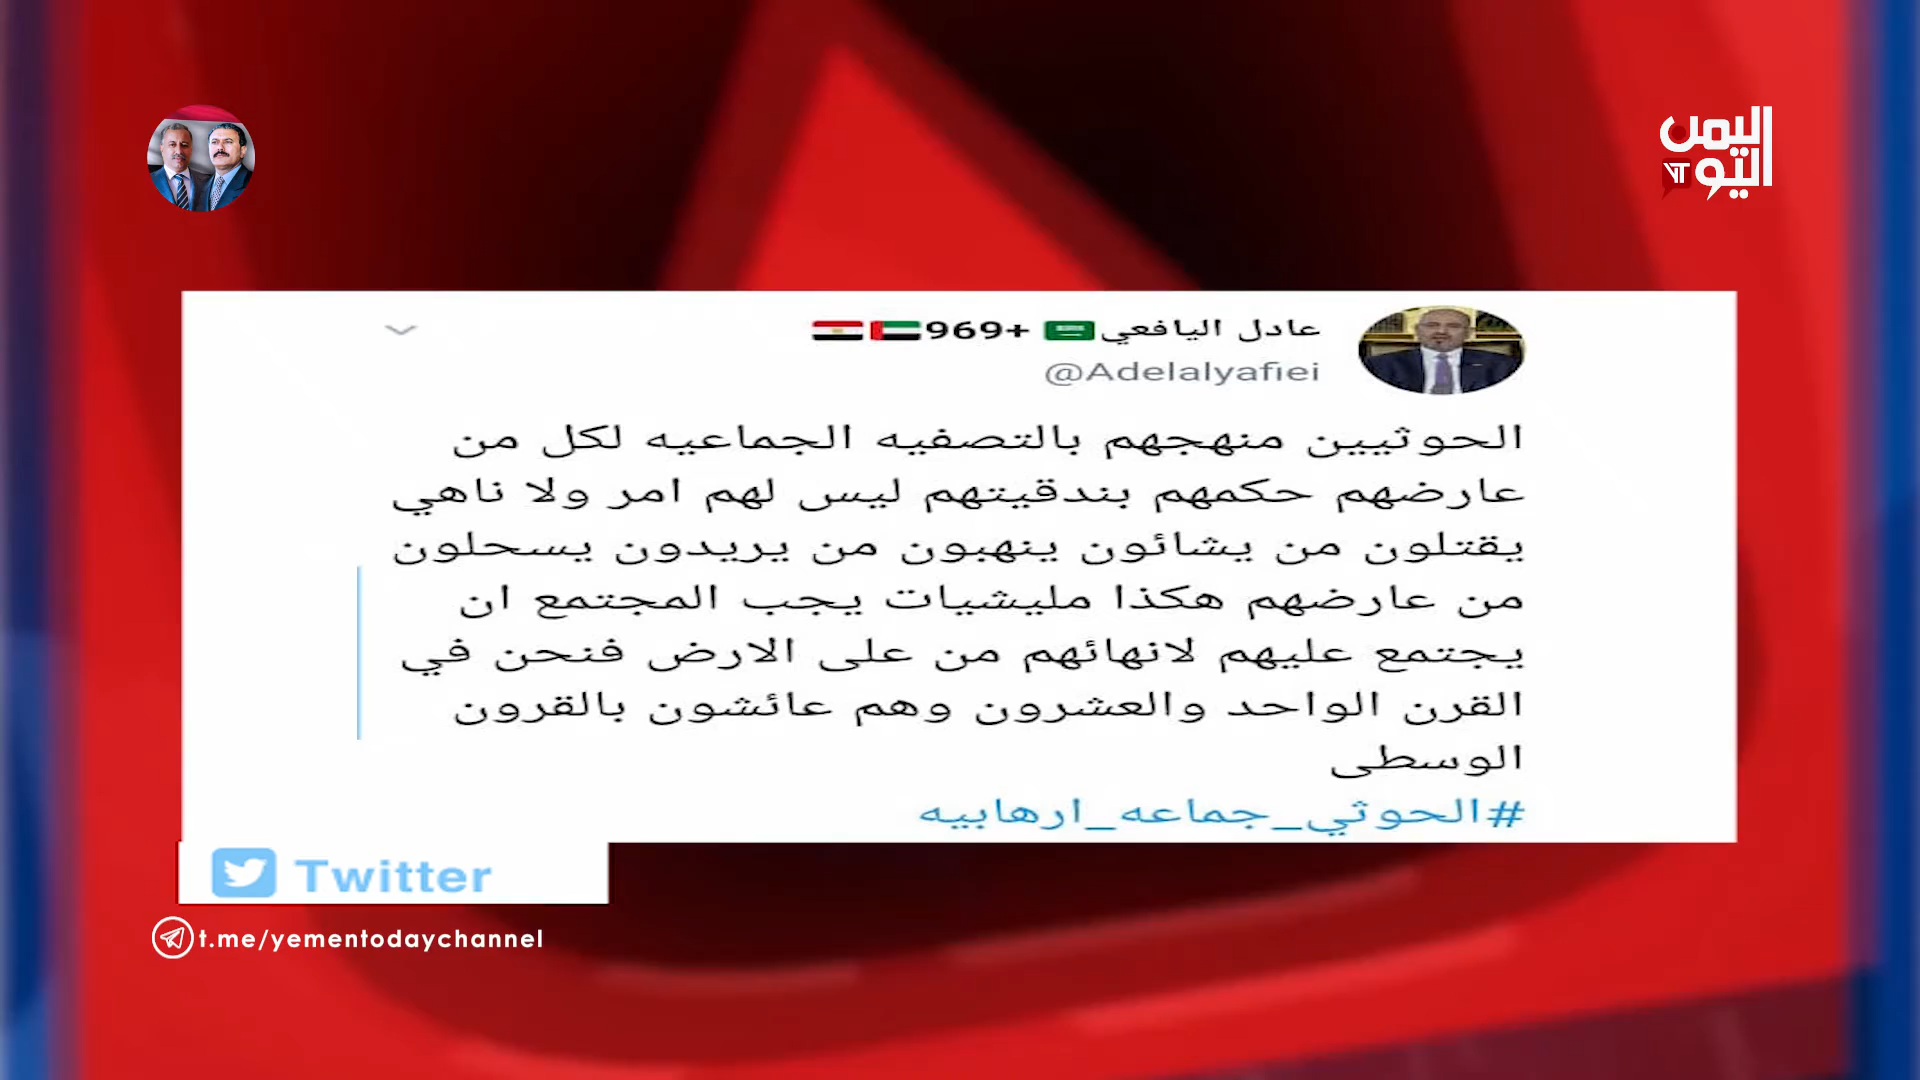 اليمن
اليوم
YT
عادل اليافعي +969
@Adelalyafiei
الحوثيين منهجهم بالتصفيه الجماعيه لكل من
عارضهم حكمهم بندقيتهم ليس لهم امر ولا ناهي
يقتلون من يشائون ينهبون من يريدون يسحلون
من عارضهم هكذا مليشيات يجب المجتمع ان
يجتمع عليهم لانهائهم من على الارض فنحن في
القرن الواحد والعشرون وهم عائشون بالقرون
الوسطى
#الحوثي_جماعه_ارهابيه
Twitter
t.me/yementodaychannel